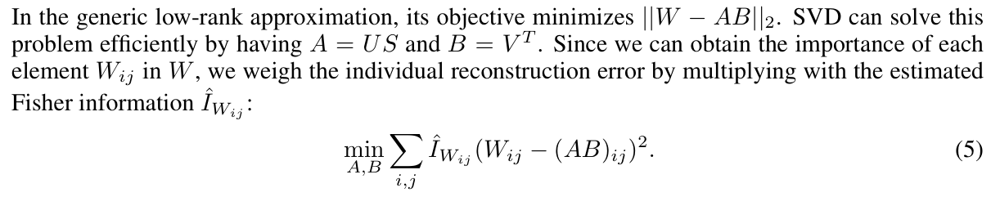 In the generic low-rank approximation, its objective minimizes $||W - AB||_2$. SVD can solve this
problem efficiently by having $A = US$ and $B = V^T$. Since we can obtain the importance of each
element $W_{ij}$ in $W$, we weigh the individual reconstruction error by multiplying with the estimated
Fisher information $\hat{I}_{W_{ij}}$:
$\min_{A,B} \sum_{i,j} \hat{I}_{W_{ij}} (W_{ij} - (AB)_{ij})^2.$ (5)